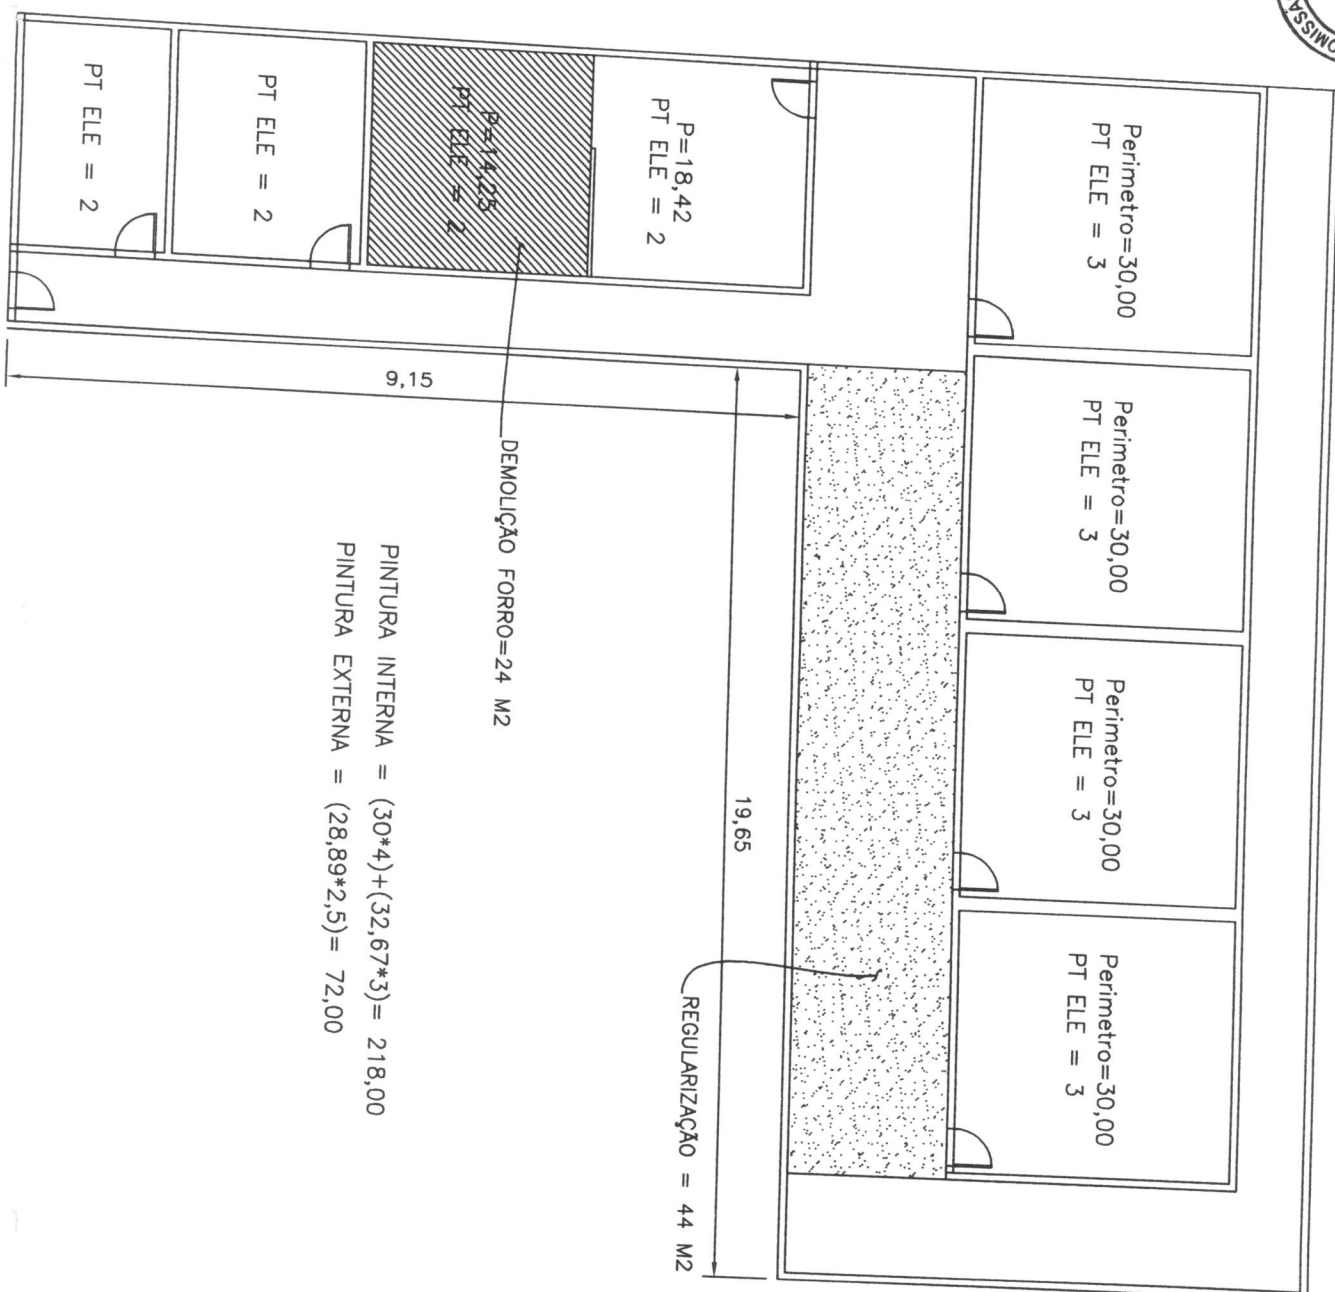 OMISSÃ
Perimetro=30,00
PT ELE = 3
Perimetro=30,00
PT ELE = 3
Perimetro=30,00
PT ELE = 3
Perimetro=30,00
PT ELE = 3
P=18,42
PT ELE = 2
P=14,25
PT ELE = 2
PT ELE = 2
PT ELE = 2
9,15
19,65
REGULARIZAÇÃO = 44 M2
DEMOLIÇÃO FORRO=24 M2
PINTURA INTERNA = (30*4)+(32,67*3)= 218,00
PINTURA EXTERNA = (28,89*2,5)= 72,00